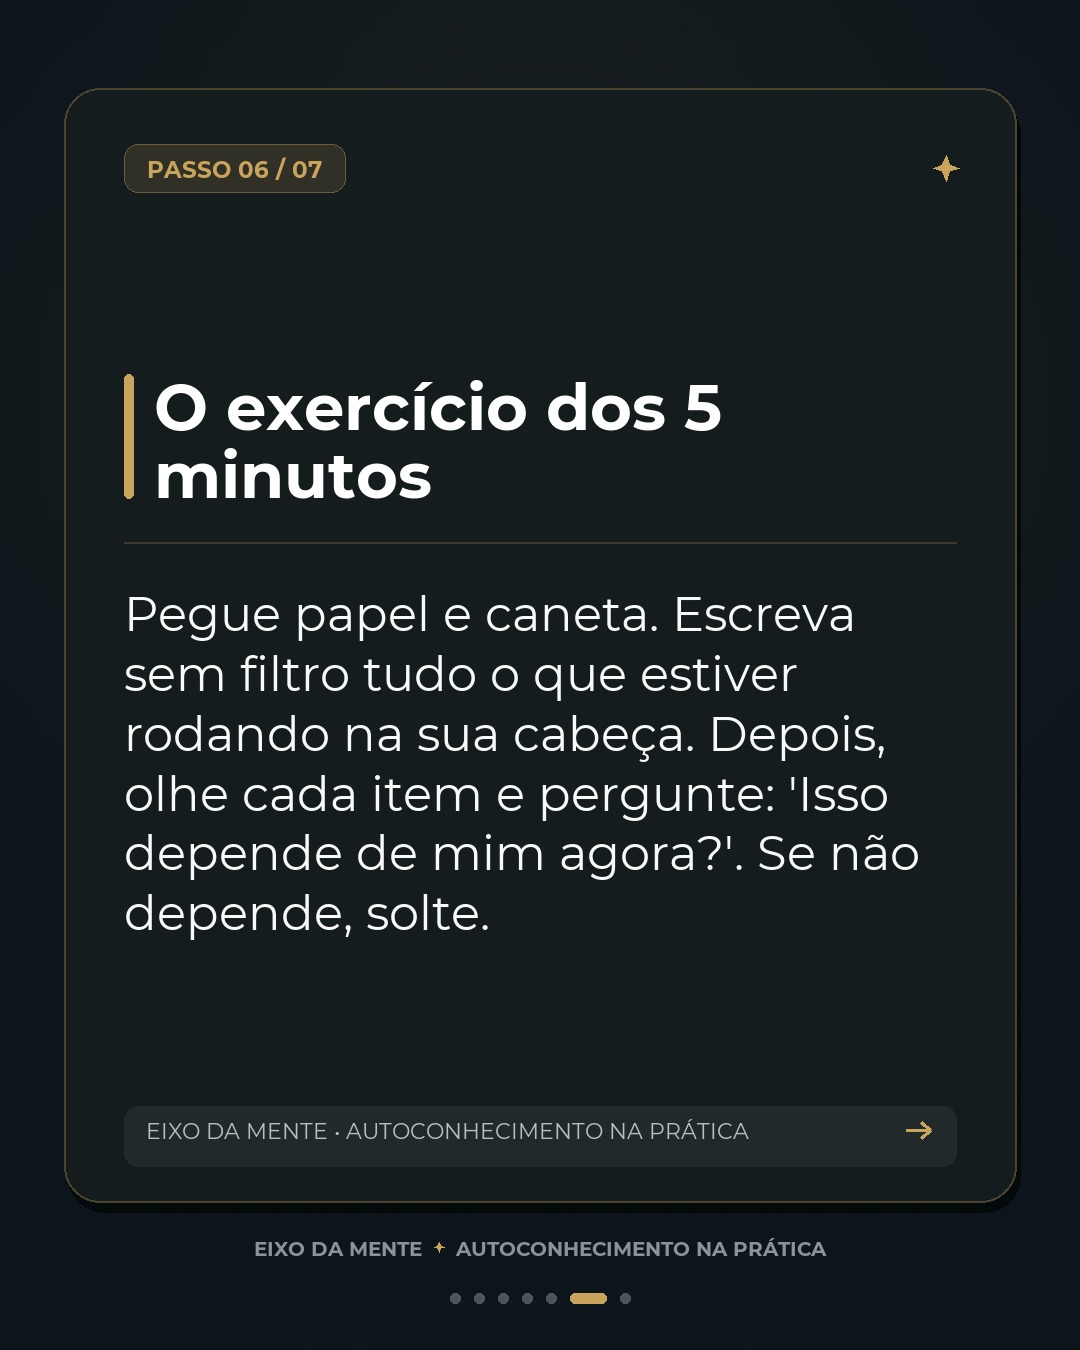 PASSO 06 / 07
O exercício dos 5
minutos
Pegue papel e caneta. Escreva
sem filtro tudo o que estiver
rodando na sua cabeça. Depois,
olhe cada item e pergunte: 'Isso
depende de mim agora?'. Se não
depende, solte.
EIXO DA MENTE • AUTOCONHECIMENTO NA PRÁTICA
EIXO DA MENTE ✦ AUTOCONHECIMENTO NA PRÁTICA